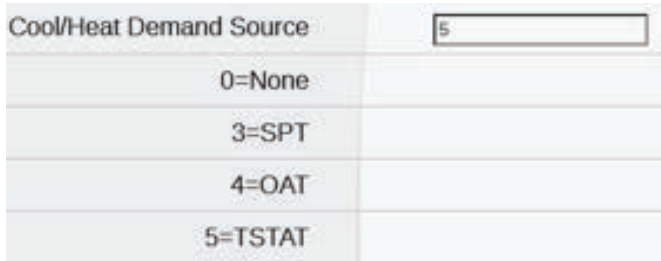 Cool/Heat Demand Source 5
0=None
3=SPT
4=OAT
5=TSTAT